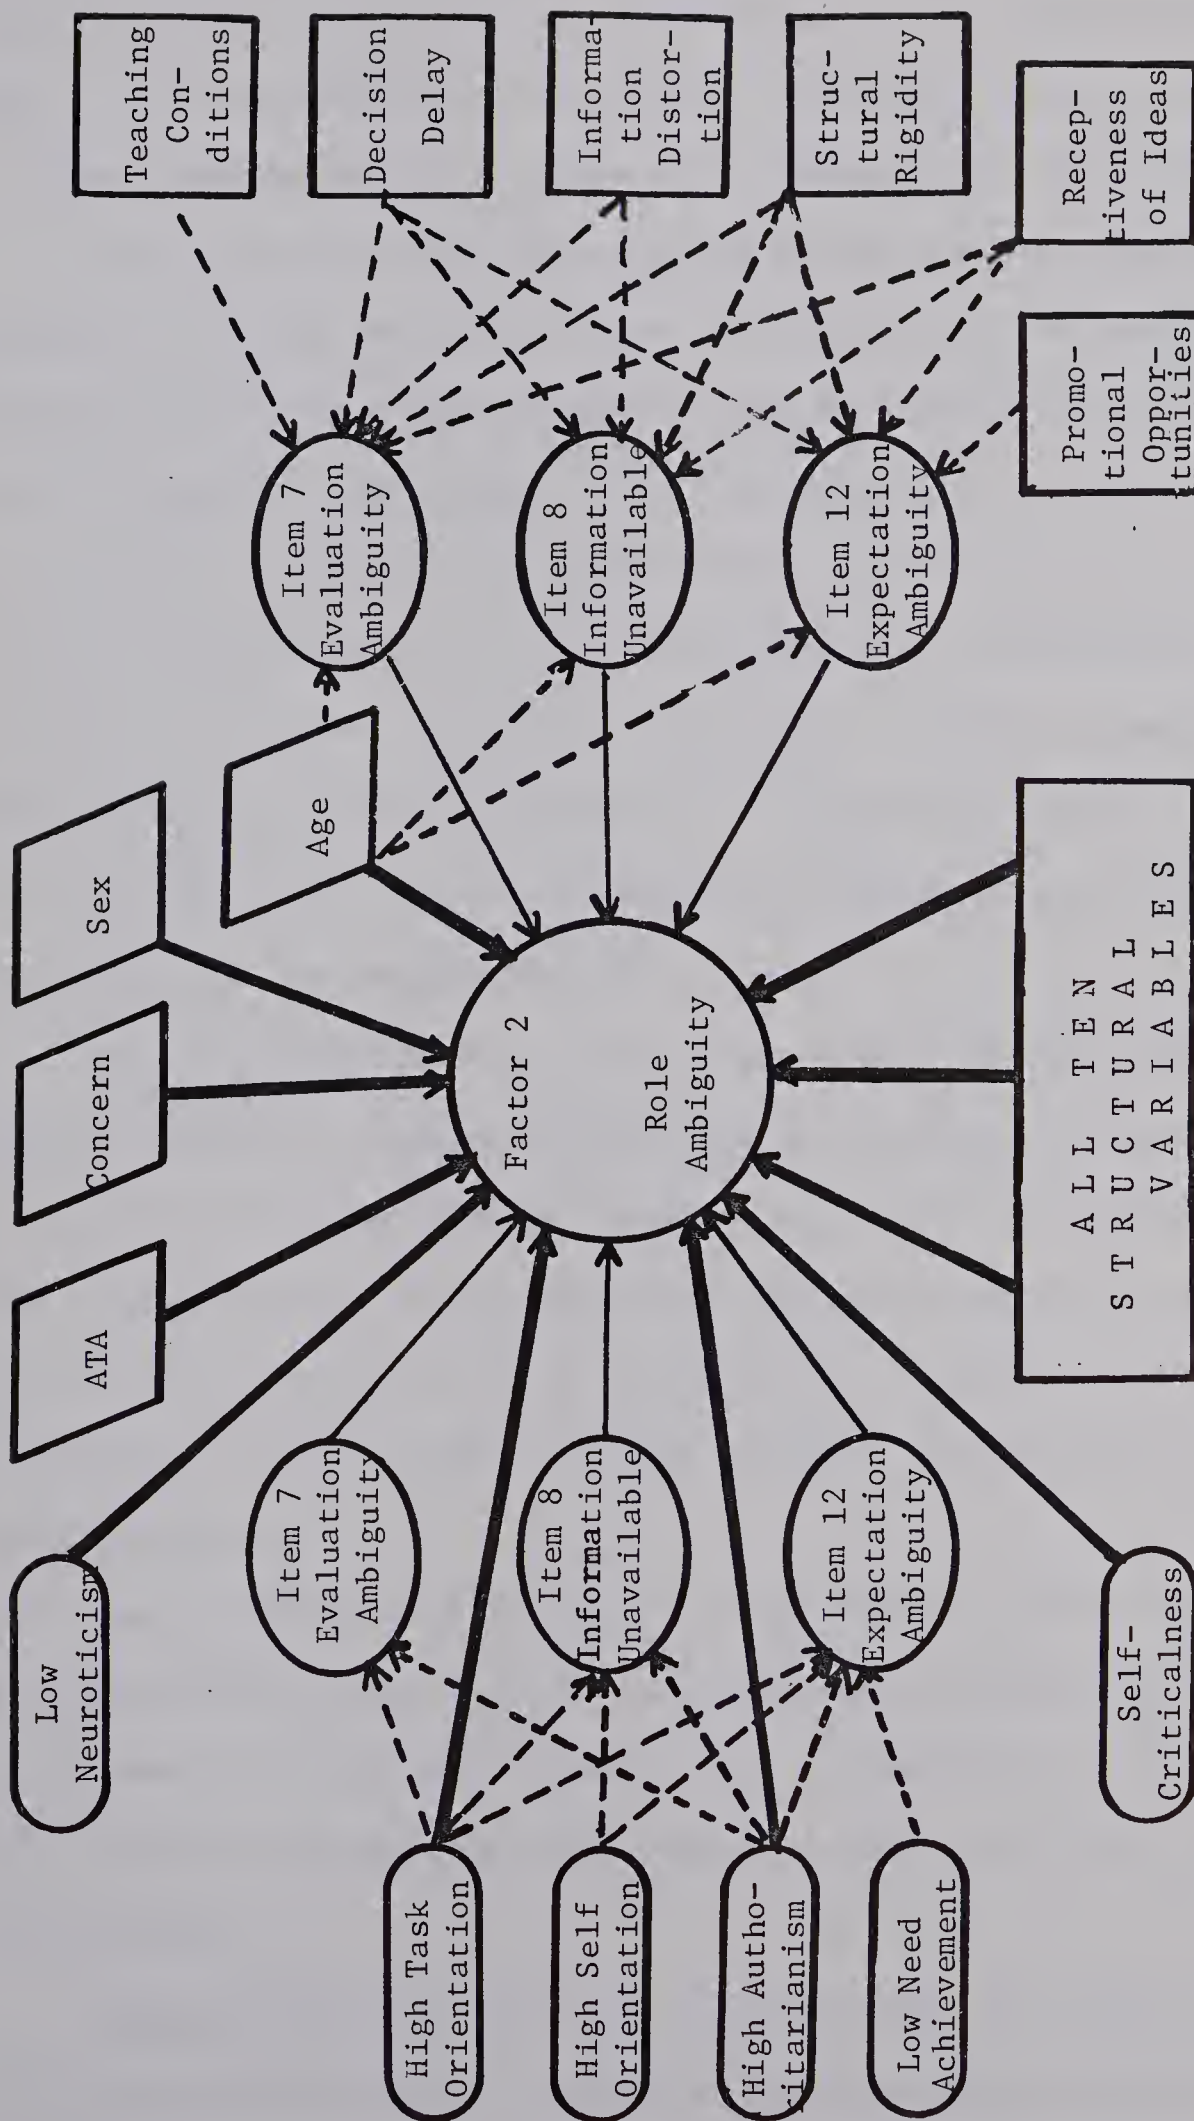 Low
Neuroticism
ATA
Concern
Sex
Age
High Task
Orientation
High Self
Orientation
High Autho-
ritarianism
Low Need
Achievement
Item 7
Evaluation
Ambiguity
Item 8
Information
Unavailable
Item 12
Expectation
Ambiguity
Factor 2
Role
Ambiguity
Item 7
Evaluation
Ambiguity
Item 8
Information
Unavailable
Item 12
Expectation
Ambiguity
Teaching
Con-
ditions
Decision
Delay
Informa-
tion
Distor-
tion
Struc-
tural
Rigidity
Self-
Criticalness
ALL TEN
STRUCTURAL
VARIABLES
Promo-
tional
Oppor-
tunities
Recep-
tiveness
of Ideas